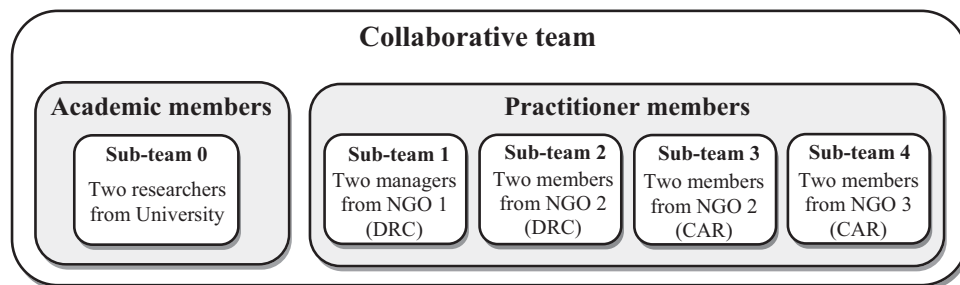 Collaborative team
Academic members
Sub-team 0
Two researchers
from University
Practitioner members
Sub-team 1
Two managers
from NGO 1
(DRC)
Sub-team 2
Two members
from NGO 2
(DRC)
Sub-team 3
Two members
from NGO 2
(CAR)
Sub-team 4
Two members
from NGO 3
(CAR)